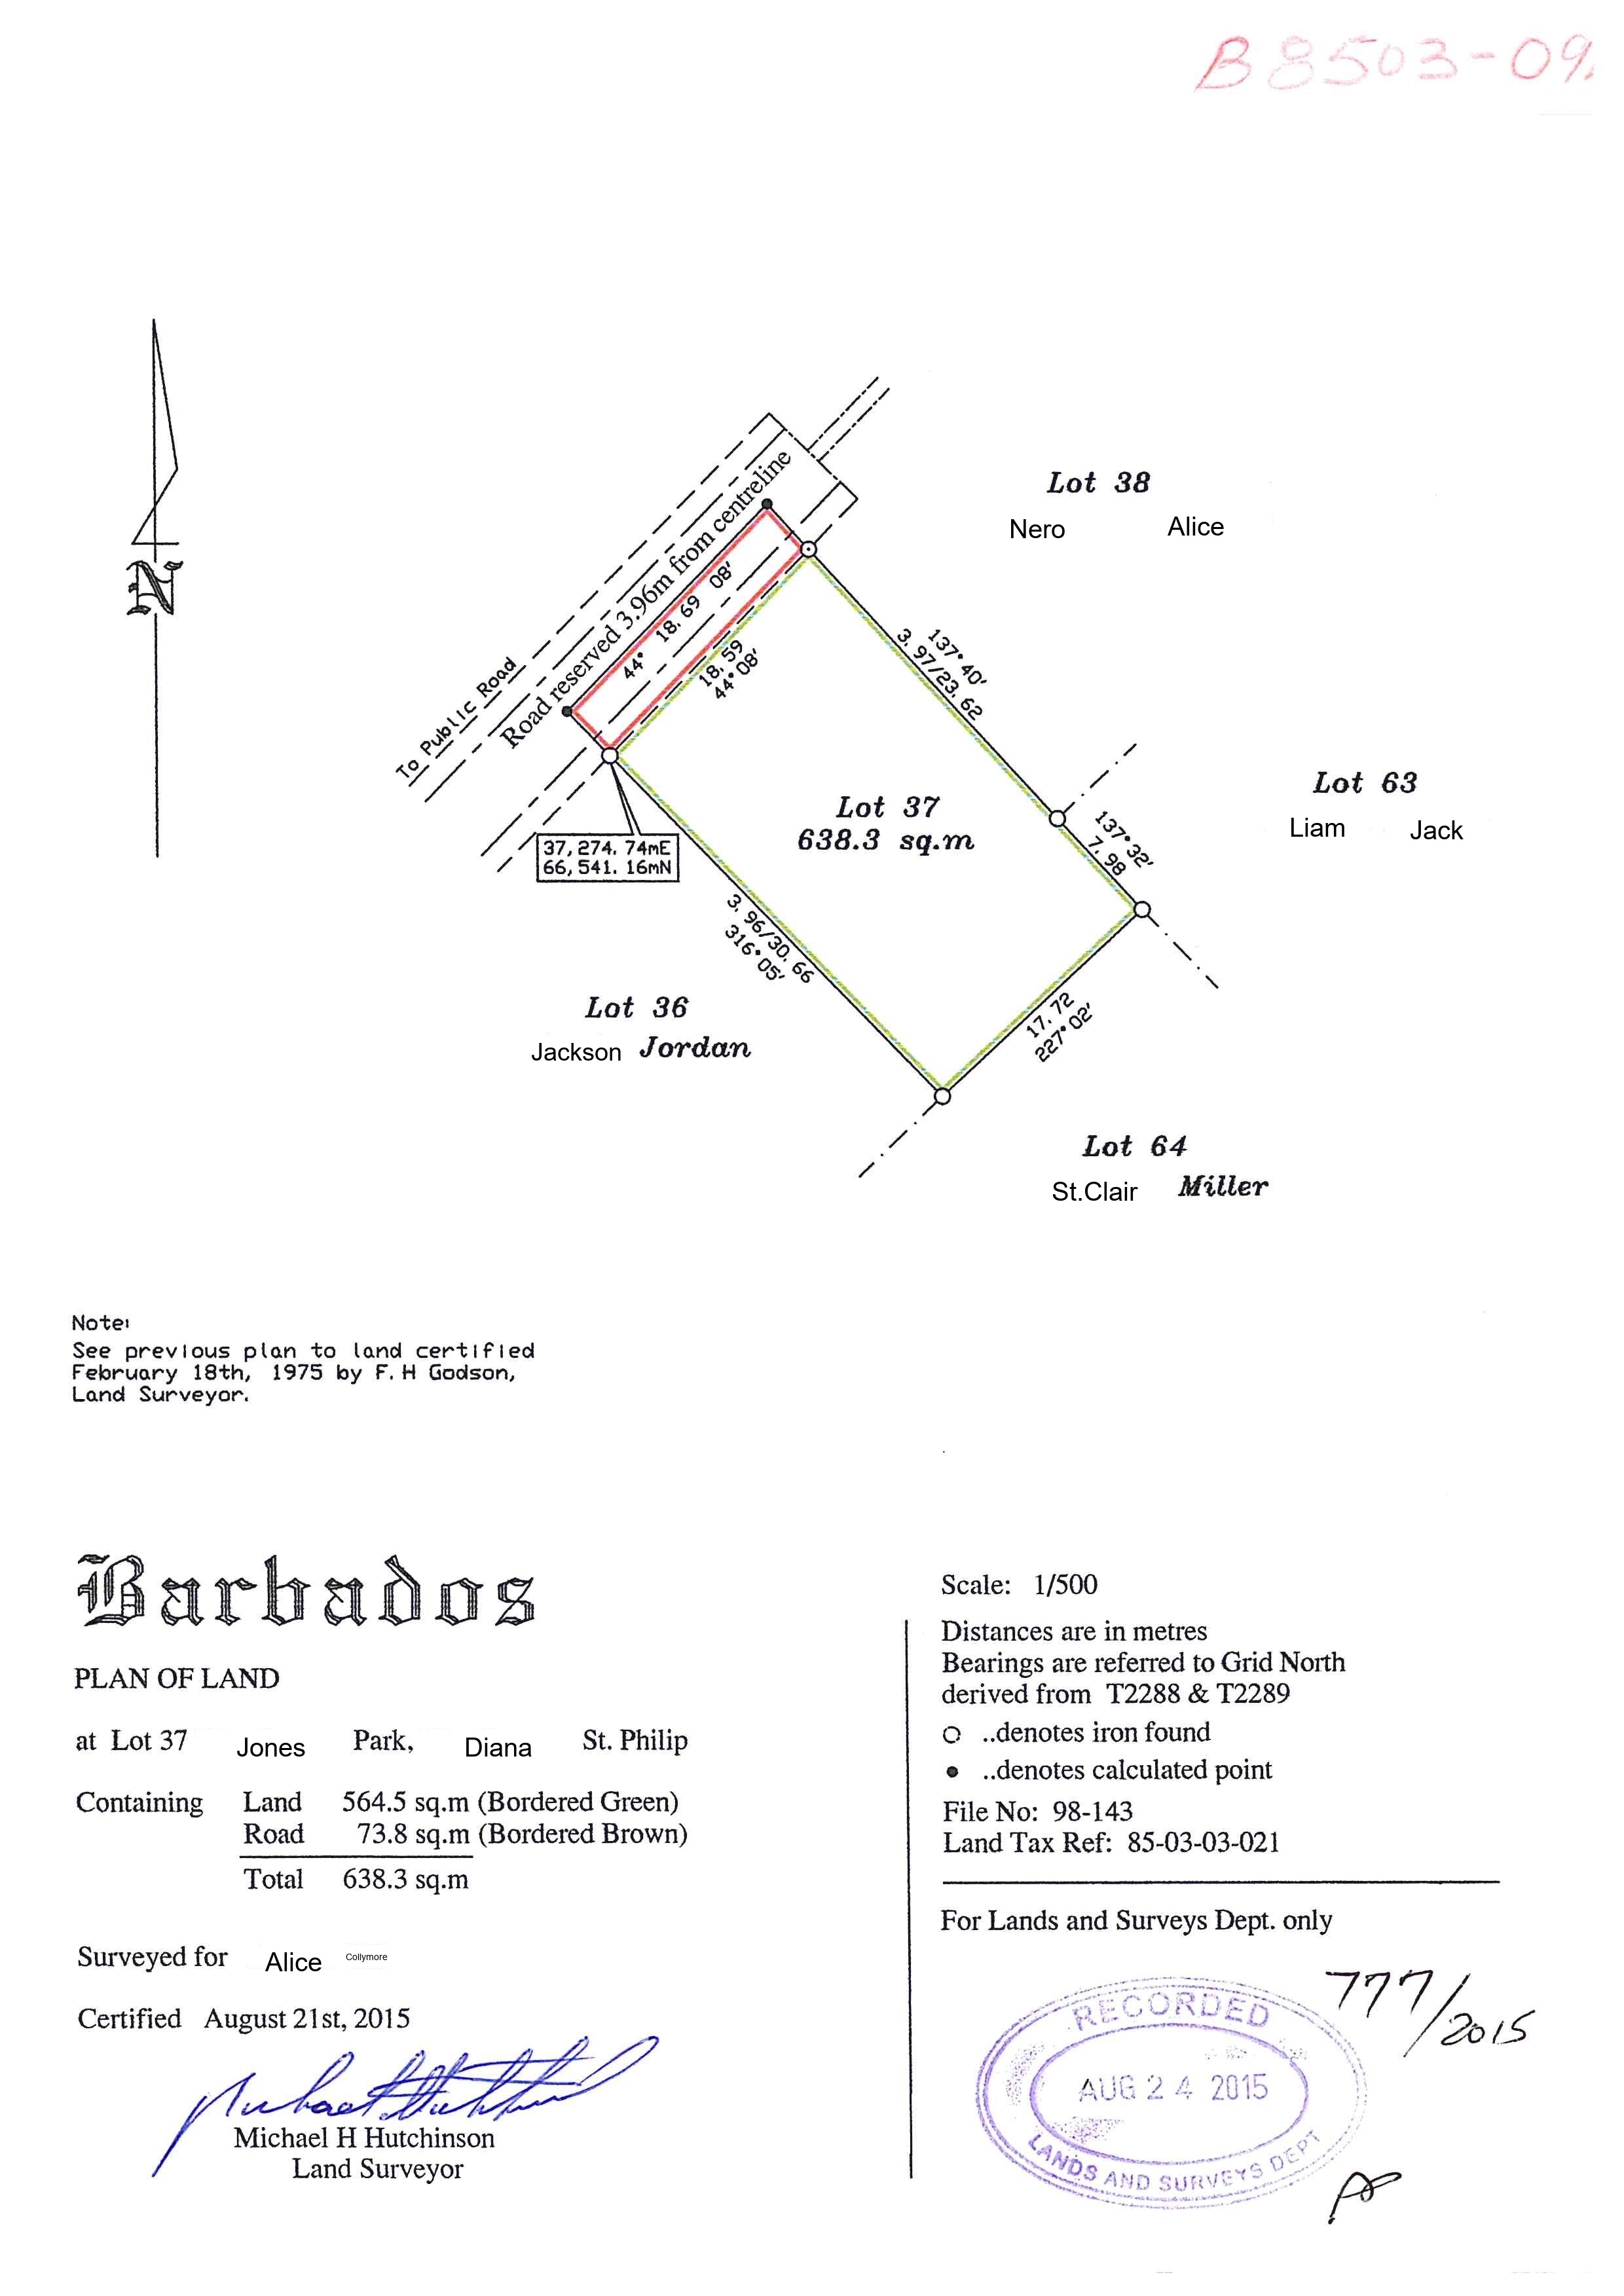 B8503-09
Lot 38
Nero Alice
To Public Road
Road reserved 3.96m from centreline
44° 18.69 08'
18.59
44°08'
137°40'
3.97/23.62
Lot 63
Liam Jack
137°32'
7.98
Lot 37
638.3 sq.m
37,274.74mE
66,541.16mN
3.96/30.66
316°05'
17.72
227°02'
Lot 36
Jackson Jordan
Lot 64
St.Clair Miller
N
Note:
See previous plan to land certified
February 18th, 1975 by F.H Godson,
Land Surveyor.
Barbados
PLAN OF LAND
at Lot 37 Jones Park, Diana St. Philip
Containing Land 564.5 sq.m (Bordered Green)
Road 73.8 sq.m (Bordered Brown)
Total 638.3 sq.m
Surveyed for Alice Collymore
Certified August 21st, 2015
Michael H Hutchinson
Land Surveyor
Scale: 1/500
Distances are in metres
Bearings are referred to Grid North
derived from T2288 & T2289
..denotes iron found
..denotes calculated point
File No: 98-143
Land Tax Ref: 85-03-03-021
For Lands and Surveys Dept. only
777/2015
RECORDED
AUG 24 2015
LANDS AND SURVEYS DEPT